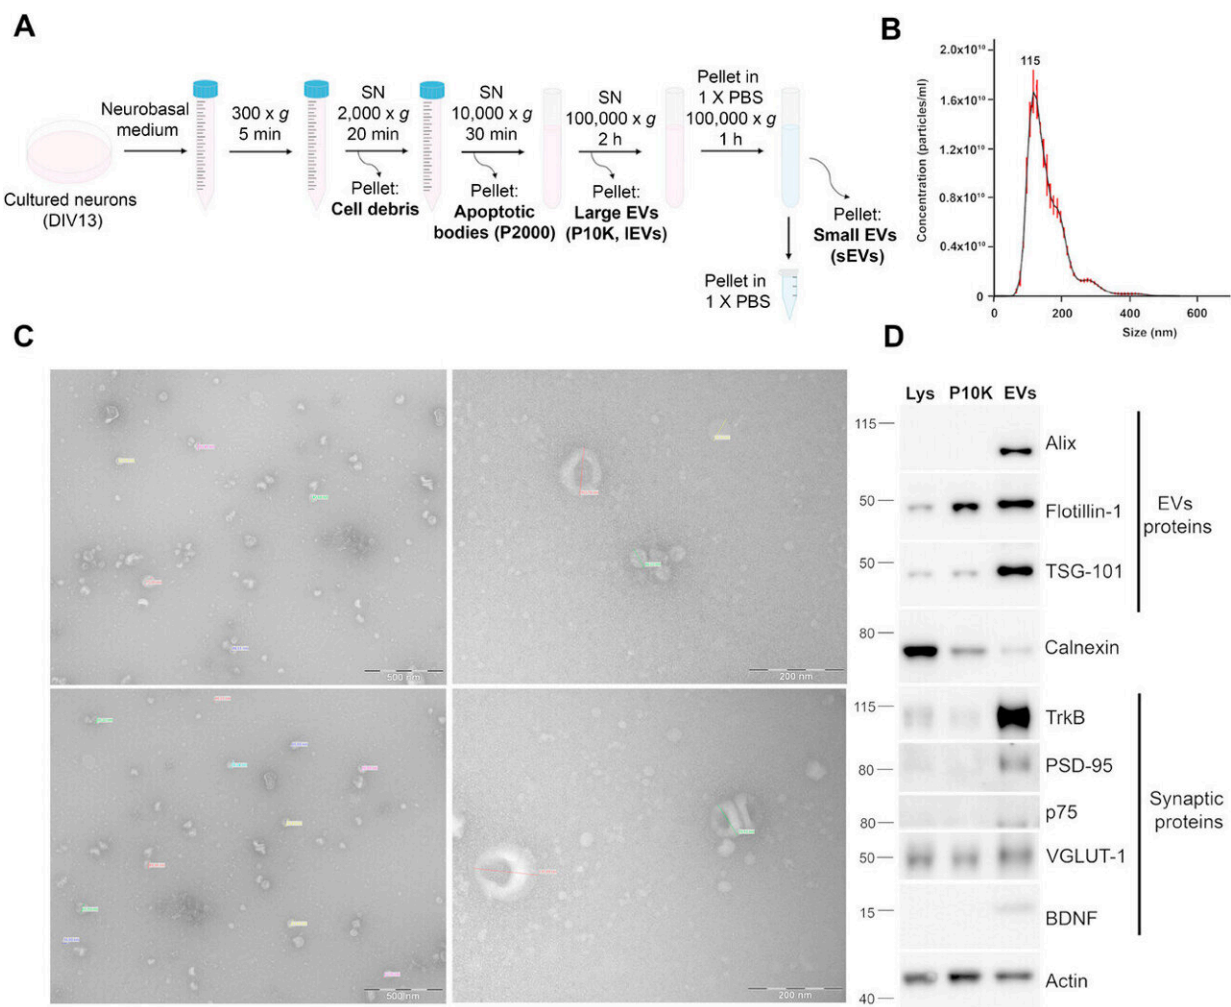 A
Neurobasal
medium
300 x g
5 min
SN
2,000 x g
20 min
SN
10,000 x g
30 min
SN
100,000 x g
2 h
Pellet in
1 X PBS
100,000 x g
1 h
Cultured neurons
(DIV13)
Pellet:
Cell debris
Pellet:
Apoptotic
bodies (P2000)
Pellet:
Large EVs
(P10K, lEVs)
Pellet:
Small EVs
(sEVs)
Pellet in
1 X PBS
B
115
2.0x10¹⁰
1.6x10¹⁰
1.2x10¹⁰
0.8x10¹⁰
0.4x10¹⁰
0
Concentration (particles/ml)
0
200
400
600
Size (nm)
C
500 nm
200 nm
500 nm
200 nm
D
Lys P10K EVs
115
Alix
50
Flotillin-1
50
TSG-101
EVs
proteins
80
Calnexin
115
TrkB
80
PSD-95
80
p75
50
VGLUT-1
15
BDNF
Synaptic
proteins
Actin
40